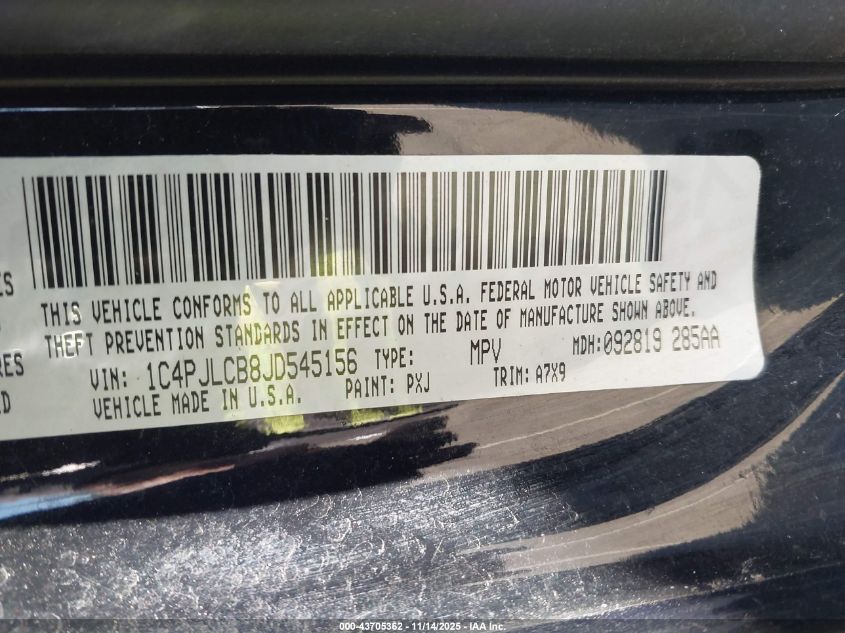 THIS VEHICLE CONFORMS TO ALL APPLICABLE U.S.A. FEDERAL MOTOR VEHICLE SAFETY AND
THEFT PREVENTION STANDARDS IN EFFECT ON THE DATE OF MANUFACTURE SHOWN ABOVE.
VIN: 1C4PJLCB8JD545156 TYPE: MPV MDH:092819 285AA
VEHICLE MADE IN U.S.A. PAINT: PXJ TRIM: A7X9
ES
RES
D
000-43705362 - 11/14/2025 - IAA Inc.